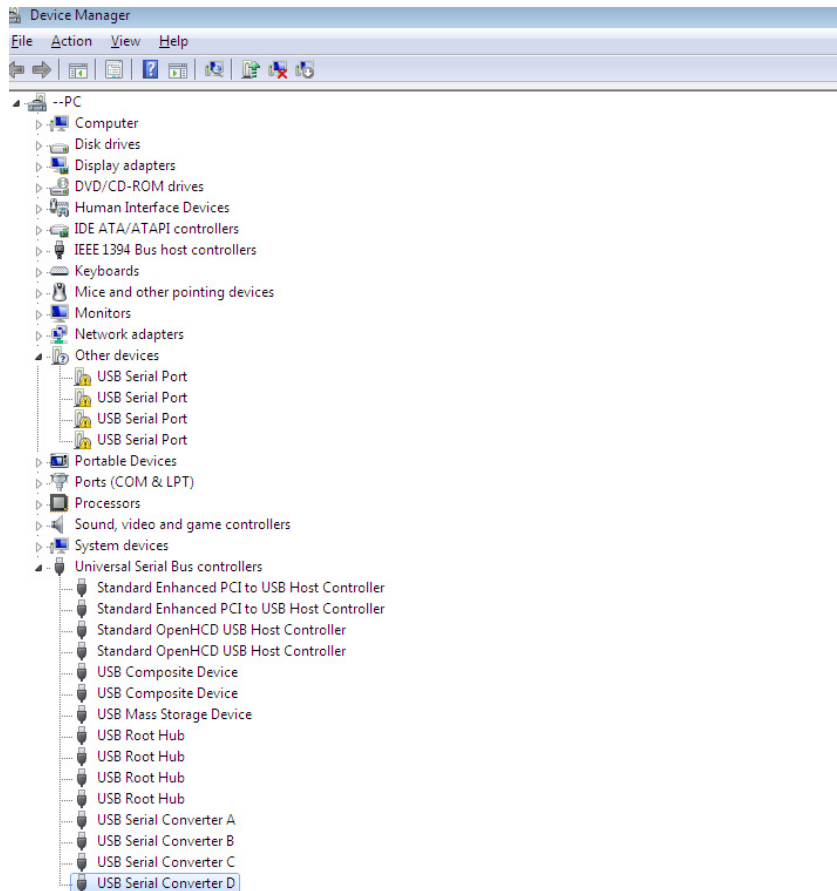 Device Manager
File Action View Help
--PC
Computer
Disk drives
Display adapters
DVD/CD-ROM drives
Human Interface Devices
IDE ATA/ATAPI controllers
IEEE 1394 Bus host controllers
Keyboards
Mice and other pointing devices
Monitors
Network adapters
Other devices
USB Serial Port
USB Serial Port
USB Serial Port
USB Serial Port
Portable Devices
Ports (COM & LPT)
Processors
Sound, video and game controllers
System devices
Universal Serial Bus controllers
Standard Enhanced PCI to USB Host Controller
Standard Enhanced PCI to USB Host Controller
Standard OpenHCD USB Host Controller
Standard OpenHCD USB Host Controller
USB Composite Device
USB Composite Device
USB Mass Storage Device
USB Root Hub
USB Root Hub
USB Root Hub
USB Root Hub
USB Serial Converter A
USB Serial Converter B
USB Serial Converter C
USB Serial Converter D